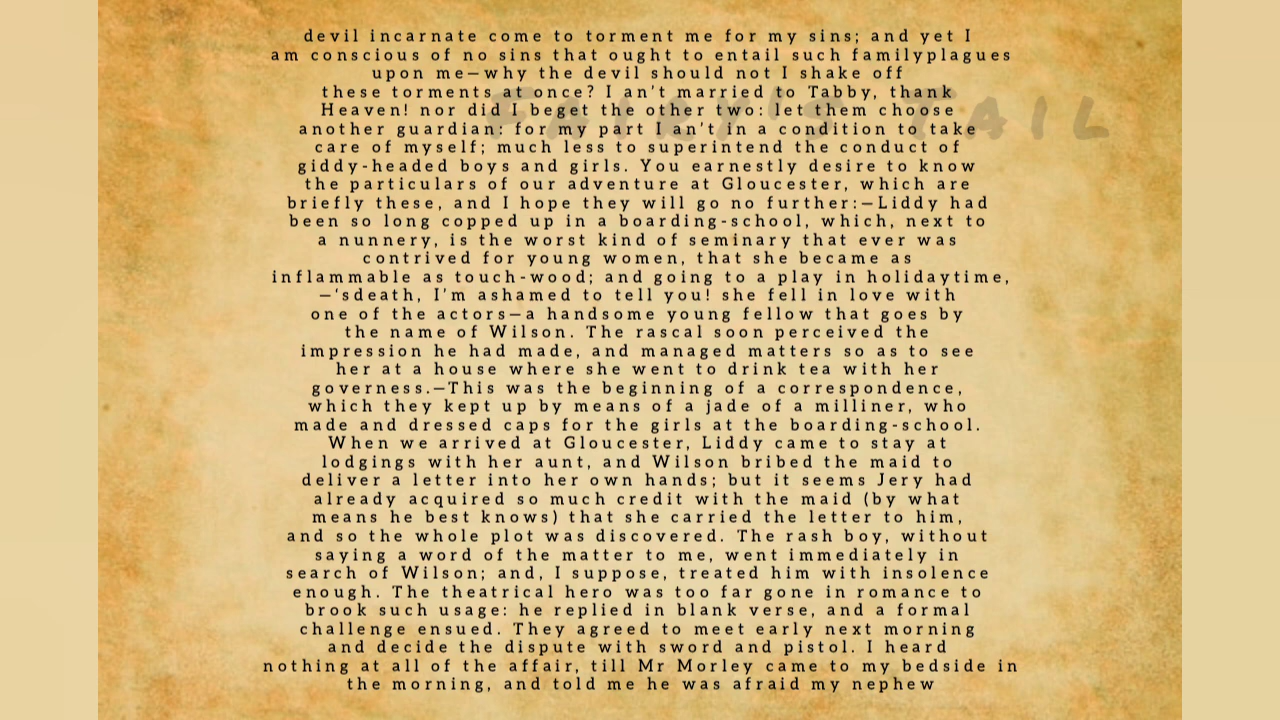 devil incarnate come to torment me for my sins; and yet I
am conscious of no sins that ought to entail such familyplagues
upon me—why the devil should not I shake off
these torments at once? I an't married to Tabby, thank
Heaven! nor did I beget the other two: let them choose
another guardian: for my part I an't in a condition to take
care of myself; much less to superintend the conduct of
giddy-headed boys and girls. You earnestly desire to know
the particulars of our adventure at Gloucester, which are
briefly these, and I hope they will go no further:—Liddy had
been so long copped up in a boarding-school, which, next to
a nunnery, is the worst kind of seminary that ever was
contrived for young women, that she became as
inflammable as touch-wood; and going to a play in holidaytime,
—'sdeath, I'm ashamed to tell you! she fell in love with
one of the actors—a handsome young fellow that goes by
the name of Wilson. The rascal soon perceived the
impression he had made, and managed matters so as to see
her at a house where she went to drink tea with her
governess.—This was the beginning of a correspondence,
which they kept up by means of a jade of a milliner, who
made and dressed caps for the girls at the boarding-school.
When we arrived at Gloucester, Liddy came to stay at
lodgings with her aunt, and Wilson bribed the maid to
deliver a letter into her own hands; but it seems Jery had
already acquired so much credit with the maid (by what
means he best knows) that she carried the letter to him,
and so the whole plot was discovered. The rash boy, without
saying a word of the matter to me, went immediately in
search of Wilson; and, I suppose, treated him with insolence
enough. The theatrical hero was too far gone in romance to
brook such usage: he replied in blank verse, and a formal
challenge ensued. They agreed to meet early next morning
and decide the dispute with sword and pistol. I heard
nothing at all of the affair, till Mr Morley came to my bedside in
the morning, and told me he was afraid my nephew
TAIL